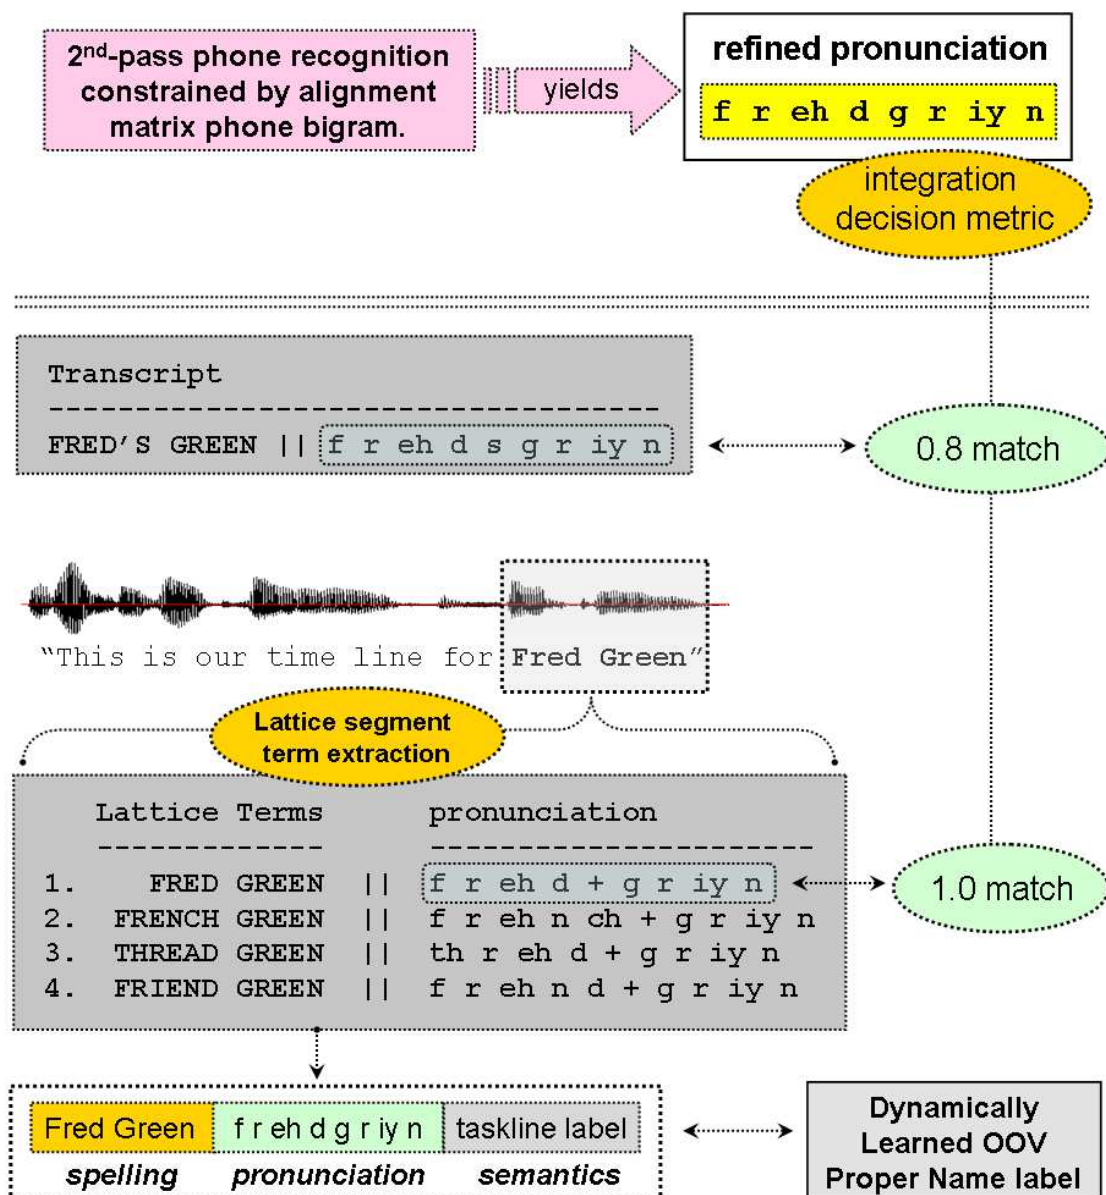 2nd-pass phone recognition
constrained by alignment
matrix phone bigram.
yields
refined pronunciation
f r eh d g r iy n
integration
decision metric
Transcript
---------------------------------------
FRED'S GREEN || f r eh d s g r iy n
0.8 match
"This is our time line for Fred Green"
Lattice segment
term extraction
Lattice Terms pronunciation
------------- ----------------------
1. FRED GREEN || f r eh d + g r iy n
1.0 match
2. FRENCH GREEN || f r eh n ch + g r iy n
3. THREAD GREEN || th r eh d + g r iy n
4. FRIEND GREEN || f r eh n d + g r iy n
Fred Green f r eh d g r iy n taskline label
spelling pronunciation semantics
Dynamically
Learned OOV
Proper Name label